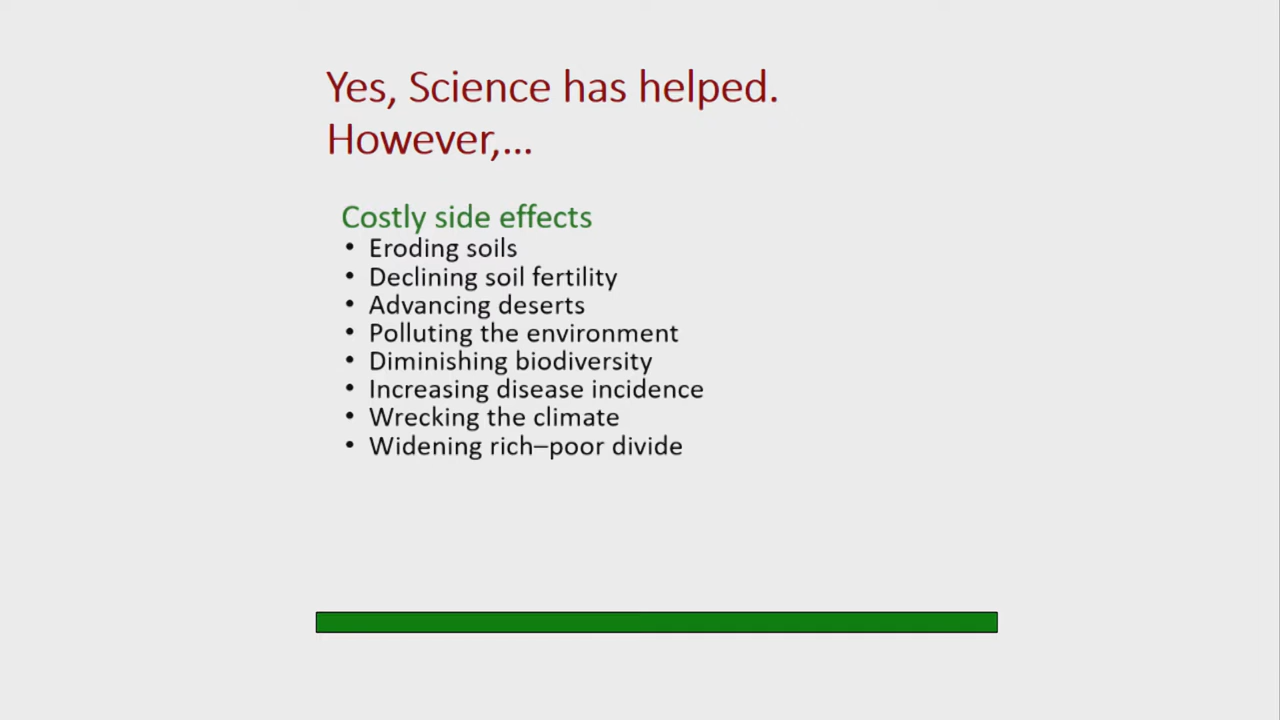 Yes, Science has helped.
However,...
Costly side effects
• Eroding soils
• Declining soil fertility
• Advancing deserts
• Polluting the environment
• Diminishing biodiversity
• Increasing disease incidence
• Wrecking the climate
• Widening rich–poor divide